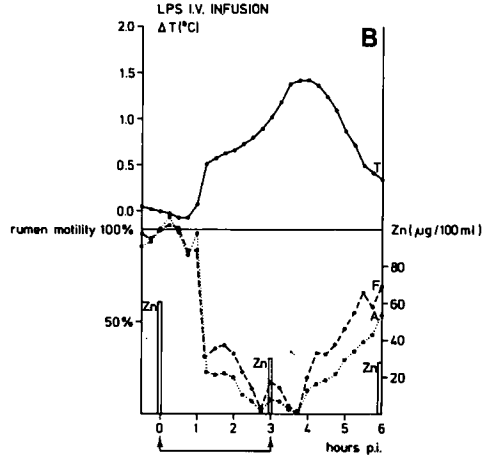 LPS I.V. INFUSION
ΔT(°C)
B
2.0
1.5
1.0
0.5
0.0
T
rumen motility 100%
Zn(µg/100ml)
80
60
40
20
50%
Zn
Zn
Zn
F
A
0 1 2 3 4 5 6
hours p.i.